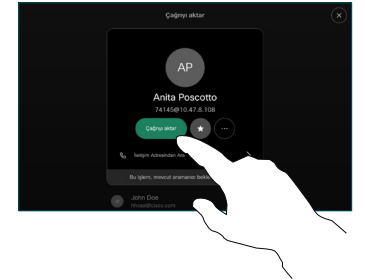 Çağrıyı aktar
AP
Anita Poscotto
74145@10.47.8.108
Çağrıyı aktar
İletişim Adresinden Ara
Bu işlem, mevcut aramanızı
John Doe